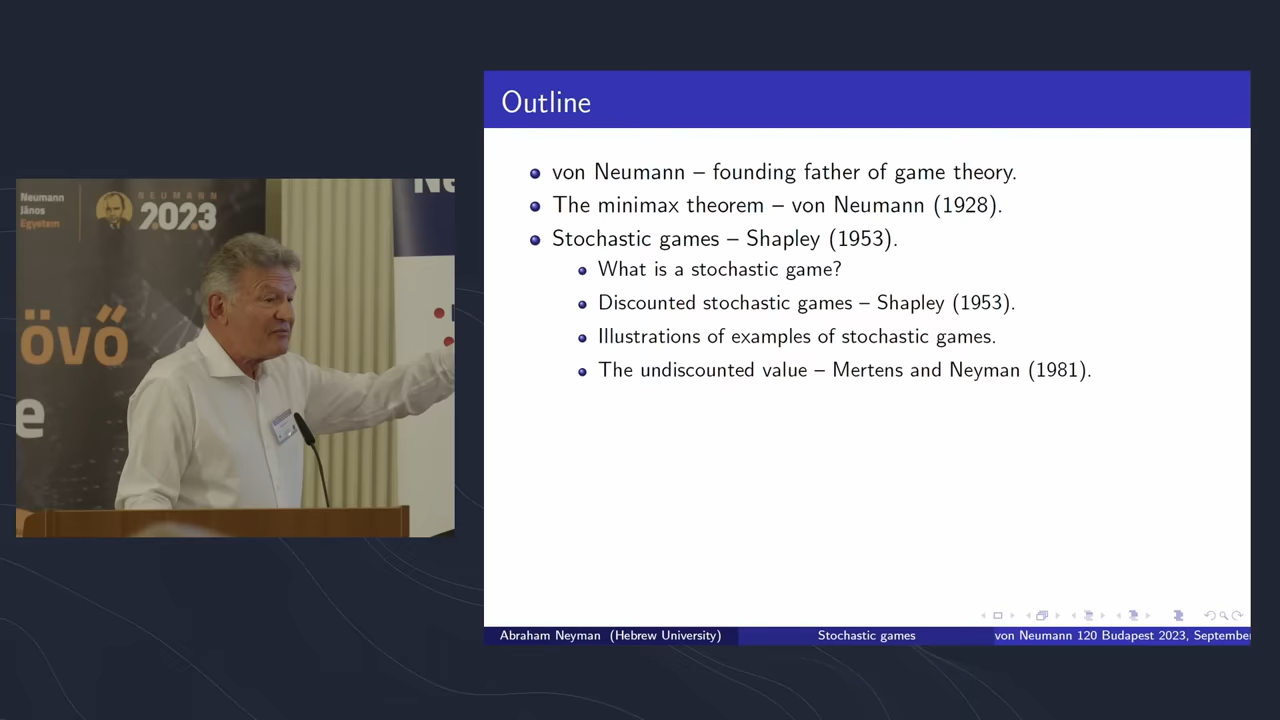 Neumann
János
Egyetem
NEUMANN
2023
övő
e
Outline
von Neumann – founding father of game theory.
The minimax theorem – von Neumann (1928).
Stochastic games – Shapley (1953).
What is a stochastic game?
Discounted stochastic games – Shapley (1953).
Illustrations of examples of stochastic games.
The undiscounted value – Mertens and Neyman (1981).
Abraham Neyman (Hebrew University)
Stochastic games
von Neumann 120 Budapest 2023, September